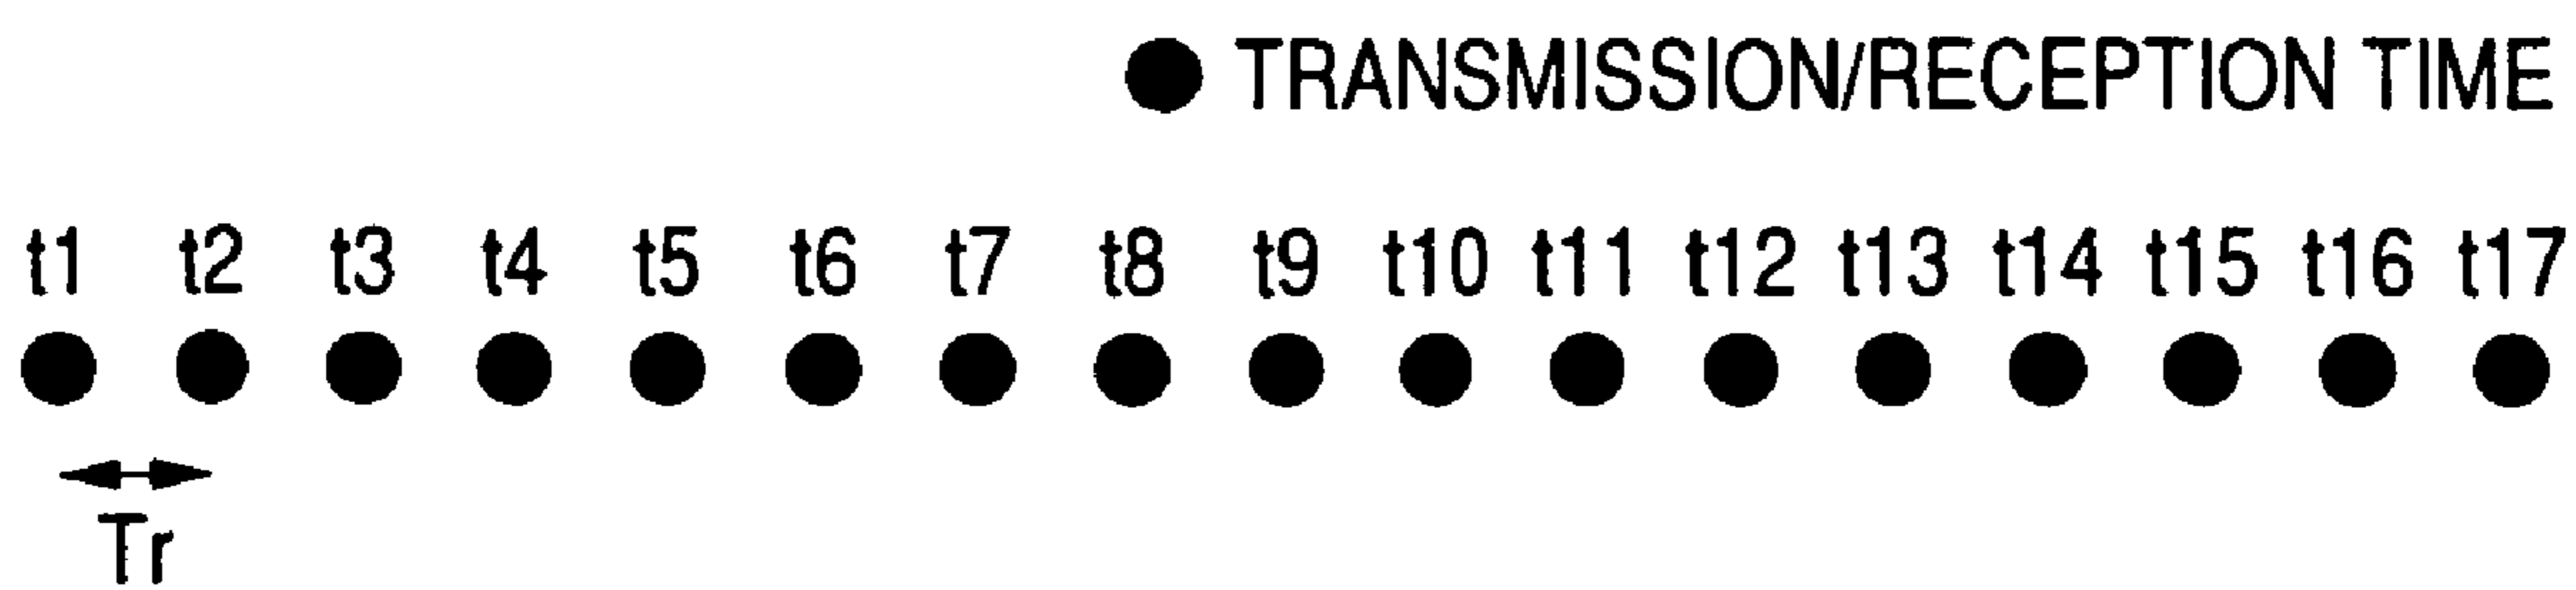 TRANSMISSION/RECEPTION TIME
t1 t2 t3 t4 t5 t6 t7 t8 t9 t10 t11 t12 t13 t14 t15 t16 t17
Tr